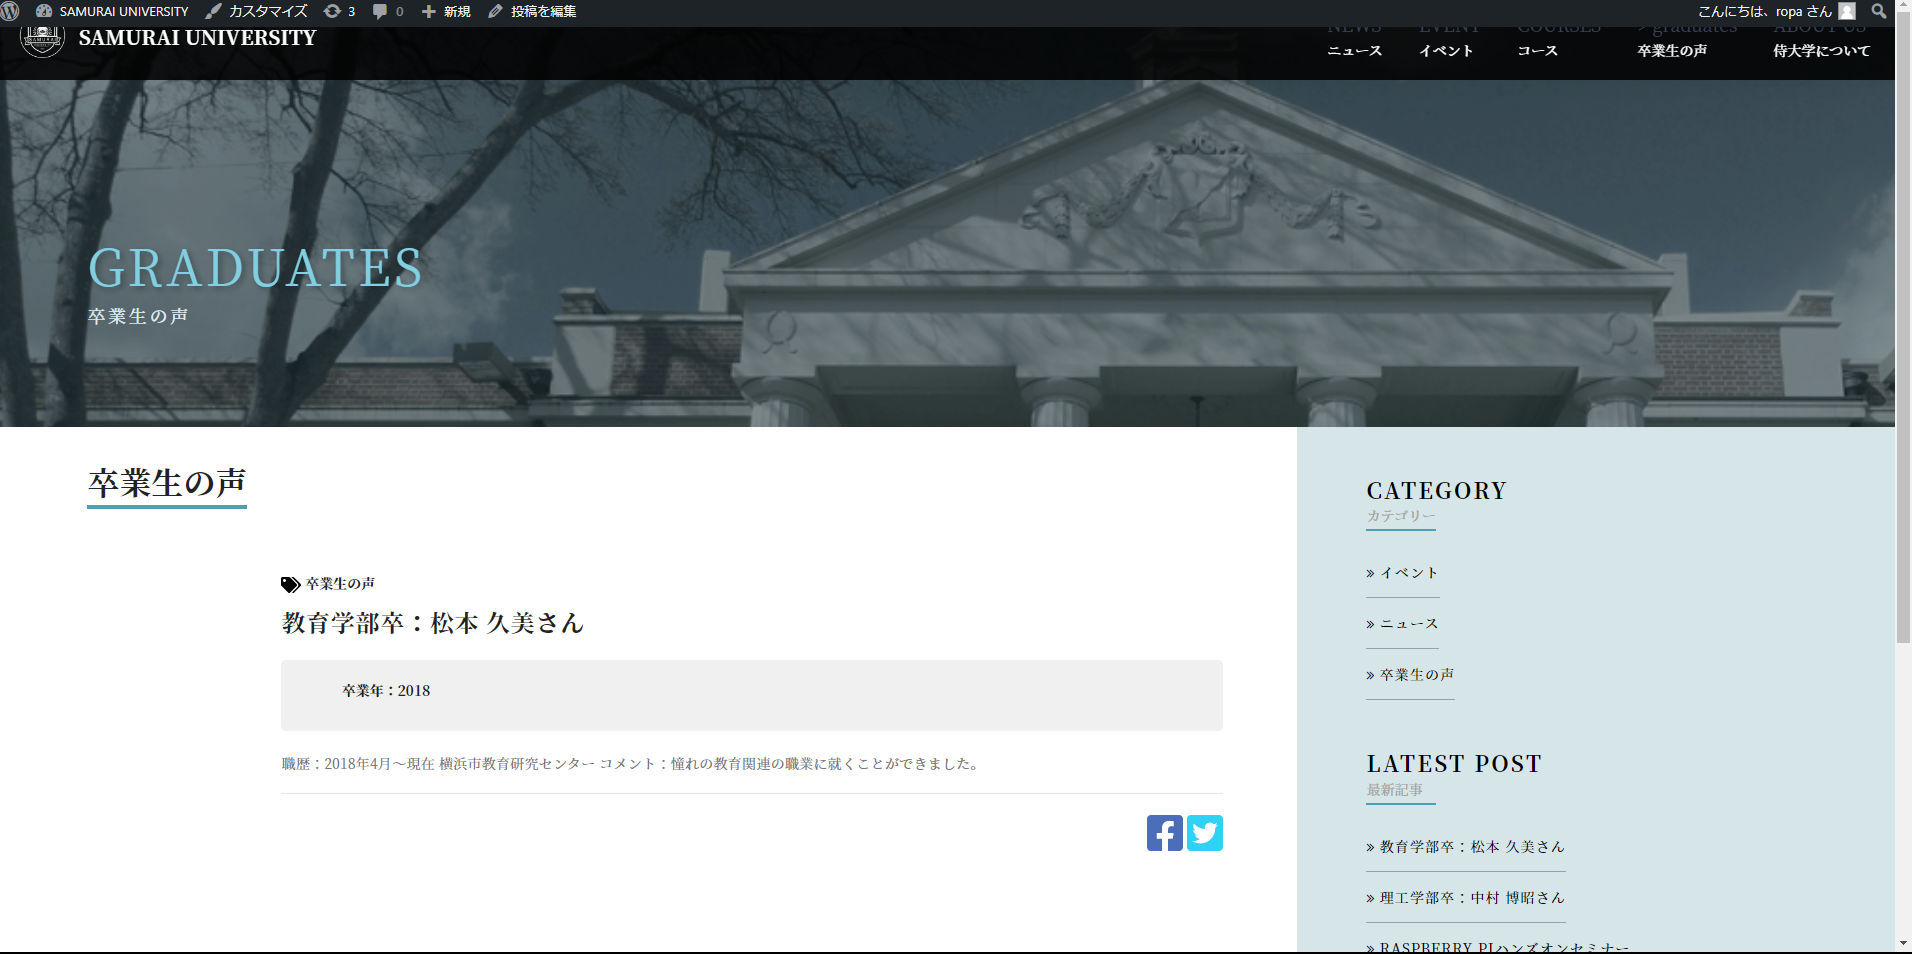 SAMURAI UNIVERSITY カスタマイズ 3 0 新規 投稿を編集 こんにちは、ropa さん
SAMURAI UNIVERSITY
NEWS EVENT COURSES > graduates ABOUT US
ニュース イベント コース 卒業生の声 侍大学について
GRADUATES
卒業生の声
卒業生の声
卒業生の声
教育学部卒：松本 久美さん
卒業年：2018
職歴：2018年4月～現在 横浜市教育研究センター コメント：憧れの教育関連の職業に就くことができました。
CATEGORY
カテゴリー
» イベント
» ニュース
» 卒業生の声
LATEST POST
最新記事
» 教育学部卒：松本 久美さん
» 理工学部卒：中村 博昭さん
» RASPBERRY PIハンズオンセミナー